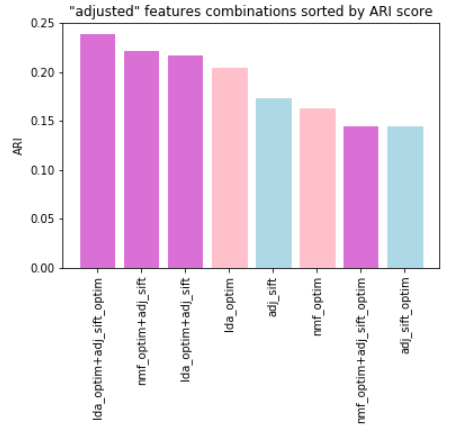 "adjusted" features combinations sorted by ARI score
0.25
0.20
0.15
0.10
0.05
0.00
ARI
lda_optim+adj_sift_optim
nmf_optim+adj_sift
lda_optim+adj_sift
lda_optim
adj_sift
nmf_optim
nmf_optim+adj_sift_optim
adj_sift_optim